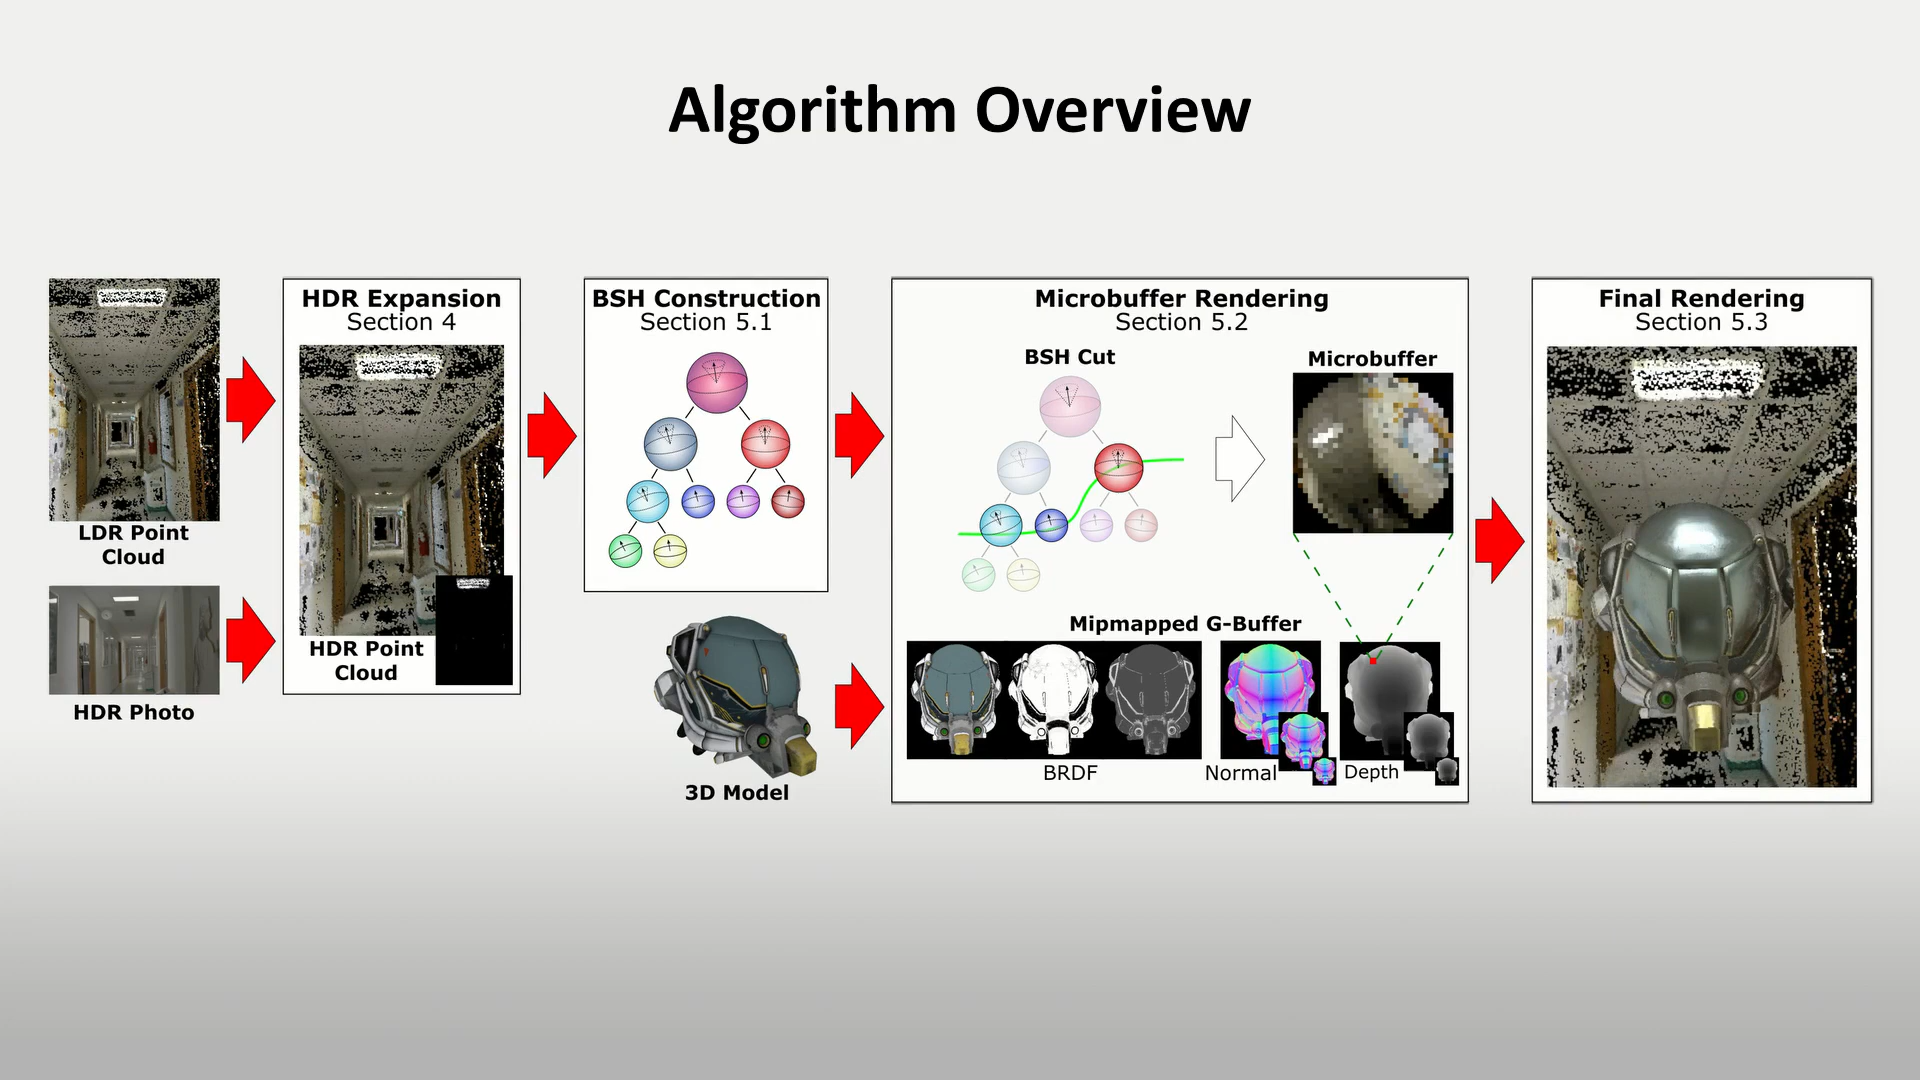 Algorithm Overview
LDR Point
Cloud
HDR Photo
HDR Expansion
Section 4
HDR Point
Cloud
BSH Construction
Section 5.1
3D Model
Microbuffer Rendering
Section 5.2
BSH Cut
Microbuffer
Mipmapped G-Buffer
BRDF
Normal
Depth
Final Rendering
Section 5.3